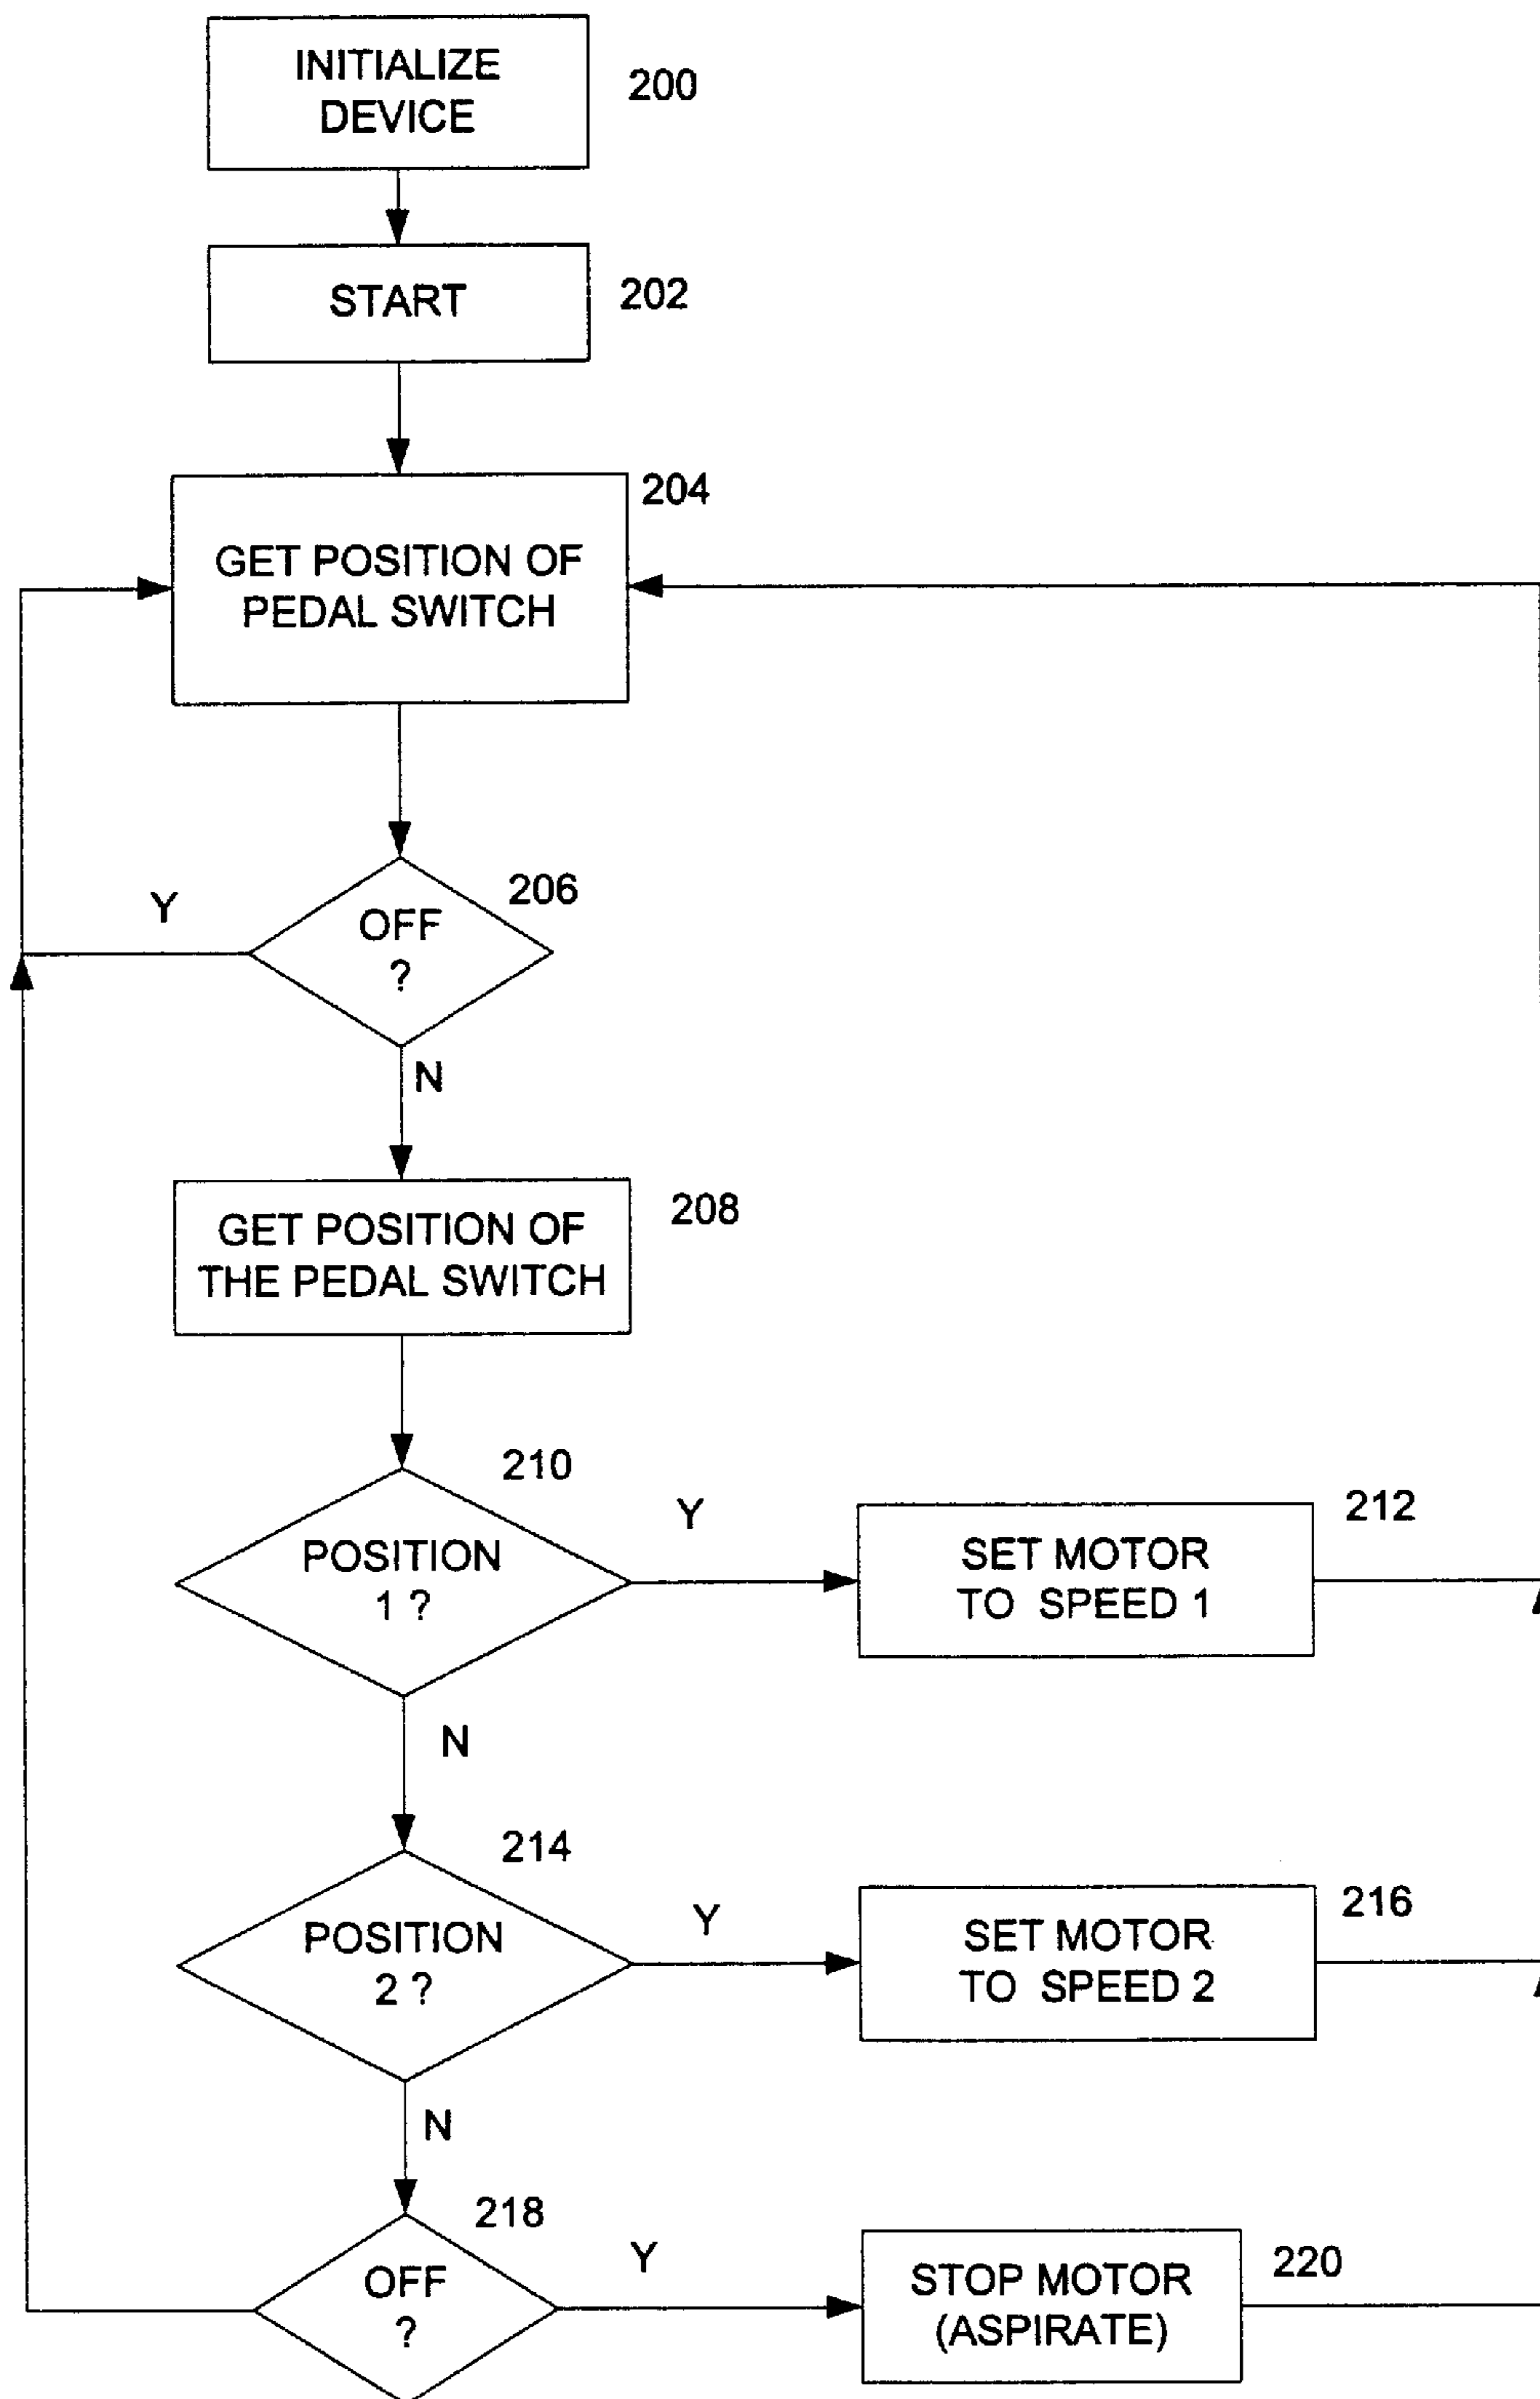 INITIALIZE
DEVICE
200
START
202
204
GET POSITION OF
PEDAL SWITCH
206
Y
OFF
?
N
208
GET POSITION OF
THE PEDAL SWITCH
210
Y
212
POSITION
1 ?
SET MOTOR
TO SPEED 1
N
214
Y
216
POSITION
2 ?
SET MOTOR
TO SPEED 2
N
218
Y
220
OFF
?
STOP MOTOR
(ASPIRATE)